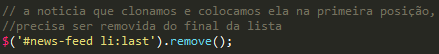 // a noticia que clonamos e colocamos ela na primeira posição,
//precisa ser removida do final da lista
$('#news-feed li:last').remove();